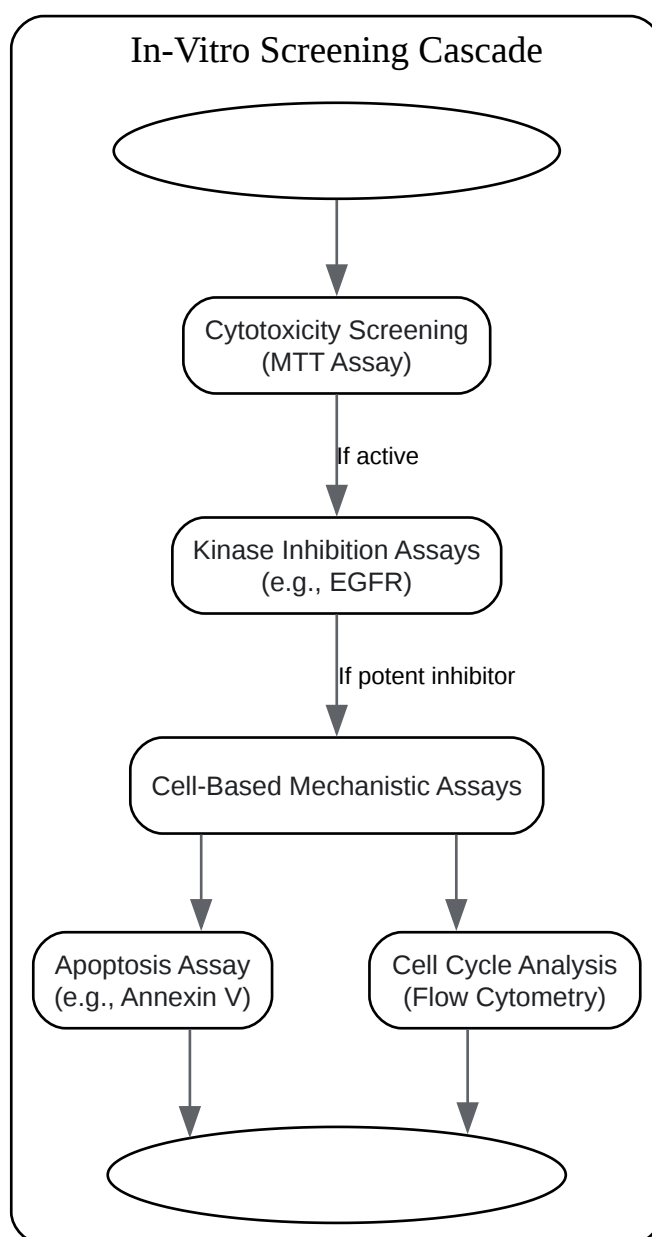 In-Vitro Screening Cascade
Cytotoxicity Screening
(MTT Assay)
If active
Kinase Inhibition Assays
(e.g., EGFR)
If potent inhibitor
Cell-Based Mechanistic Assays
Apoptosis Assay
(e.g., Annexin V)
Cell Cycle Analysis
(Flow Cytometry)